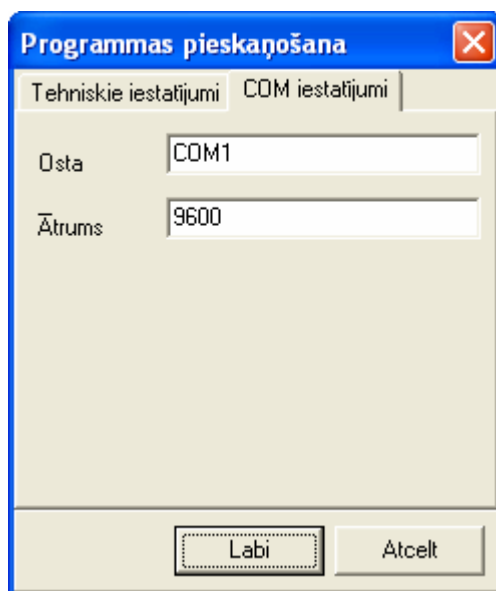 Programmas pieskaņošana
Tehniskie iestatījumi COM iestatījumi
Osta COM1
Ātrums 9600
Labi Atcelt